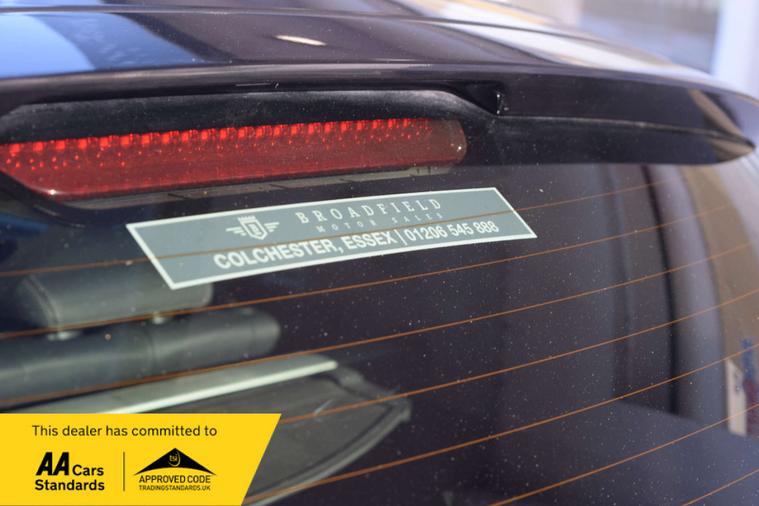 BROADFIELD
MOTOR SALES
COLCHESTER, ESSEX | 01206 545 888
This dealer has committed to
AA Cars
Standards
tsi
APPROVED CODE
TRADINGSTANDARDS.UK